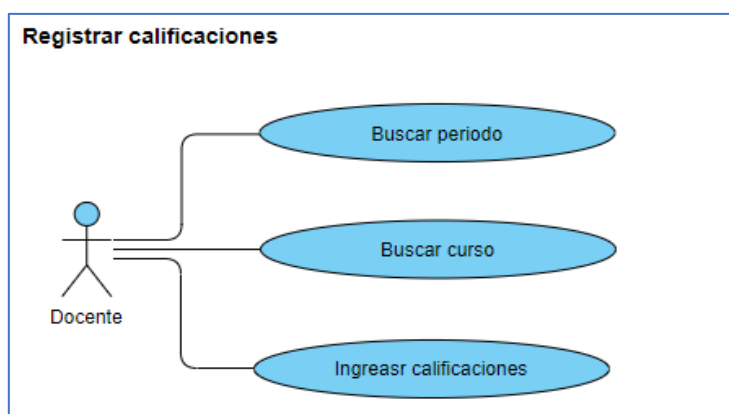 Registrar calificaciones
Buscar periodo
Buscar curso
Docente
Ingreasr calificaciones